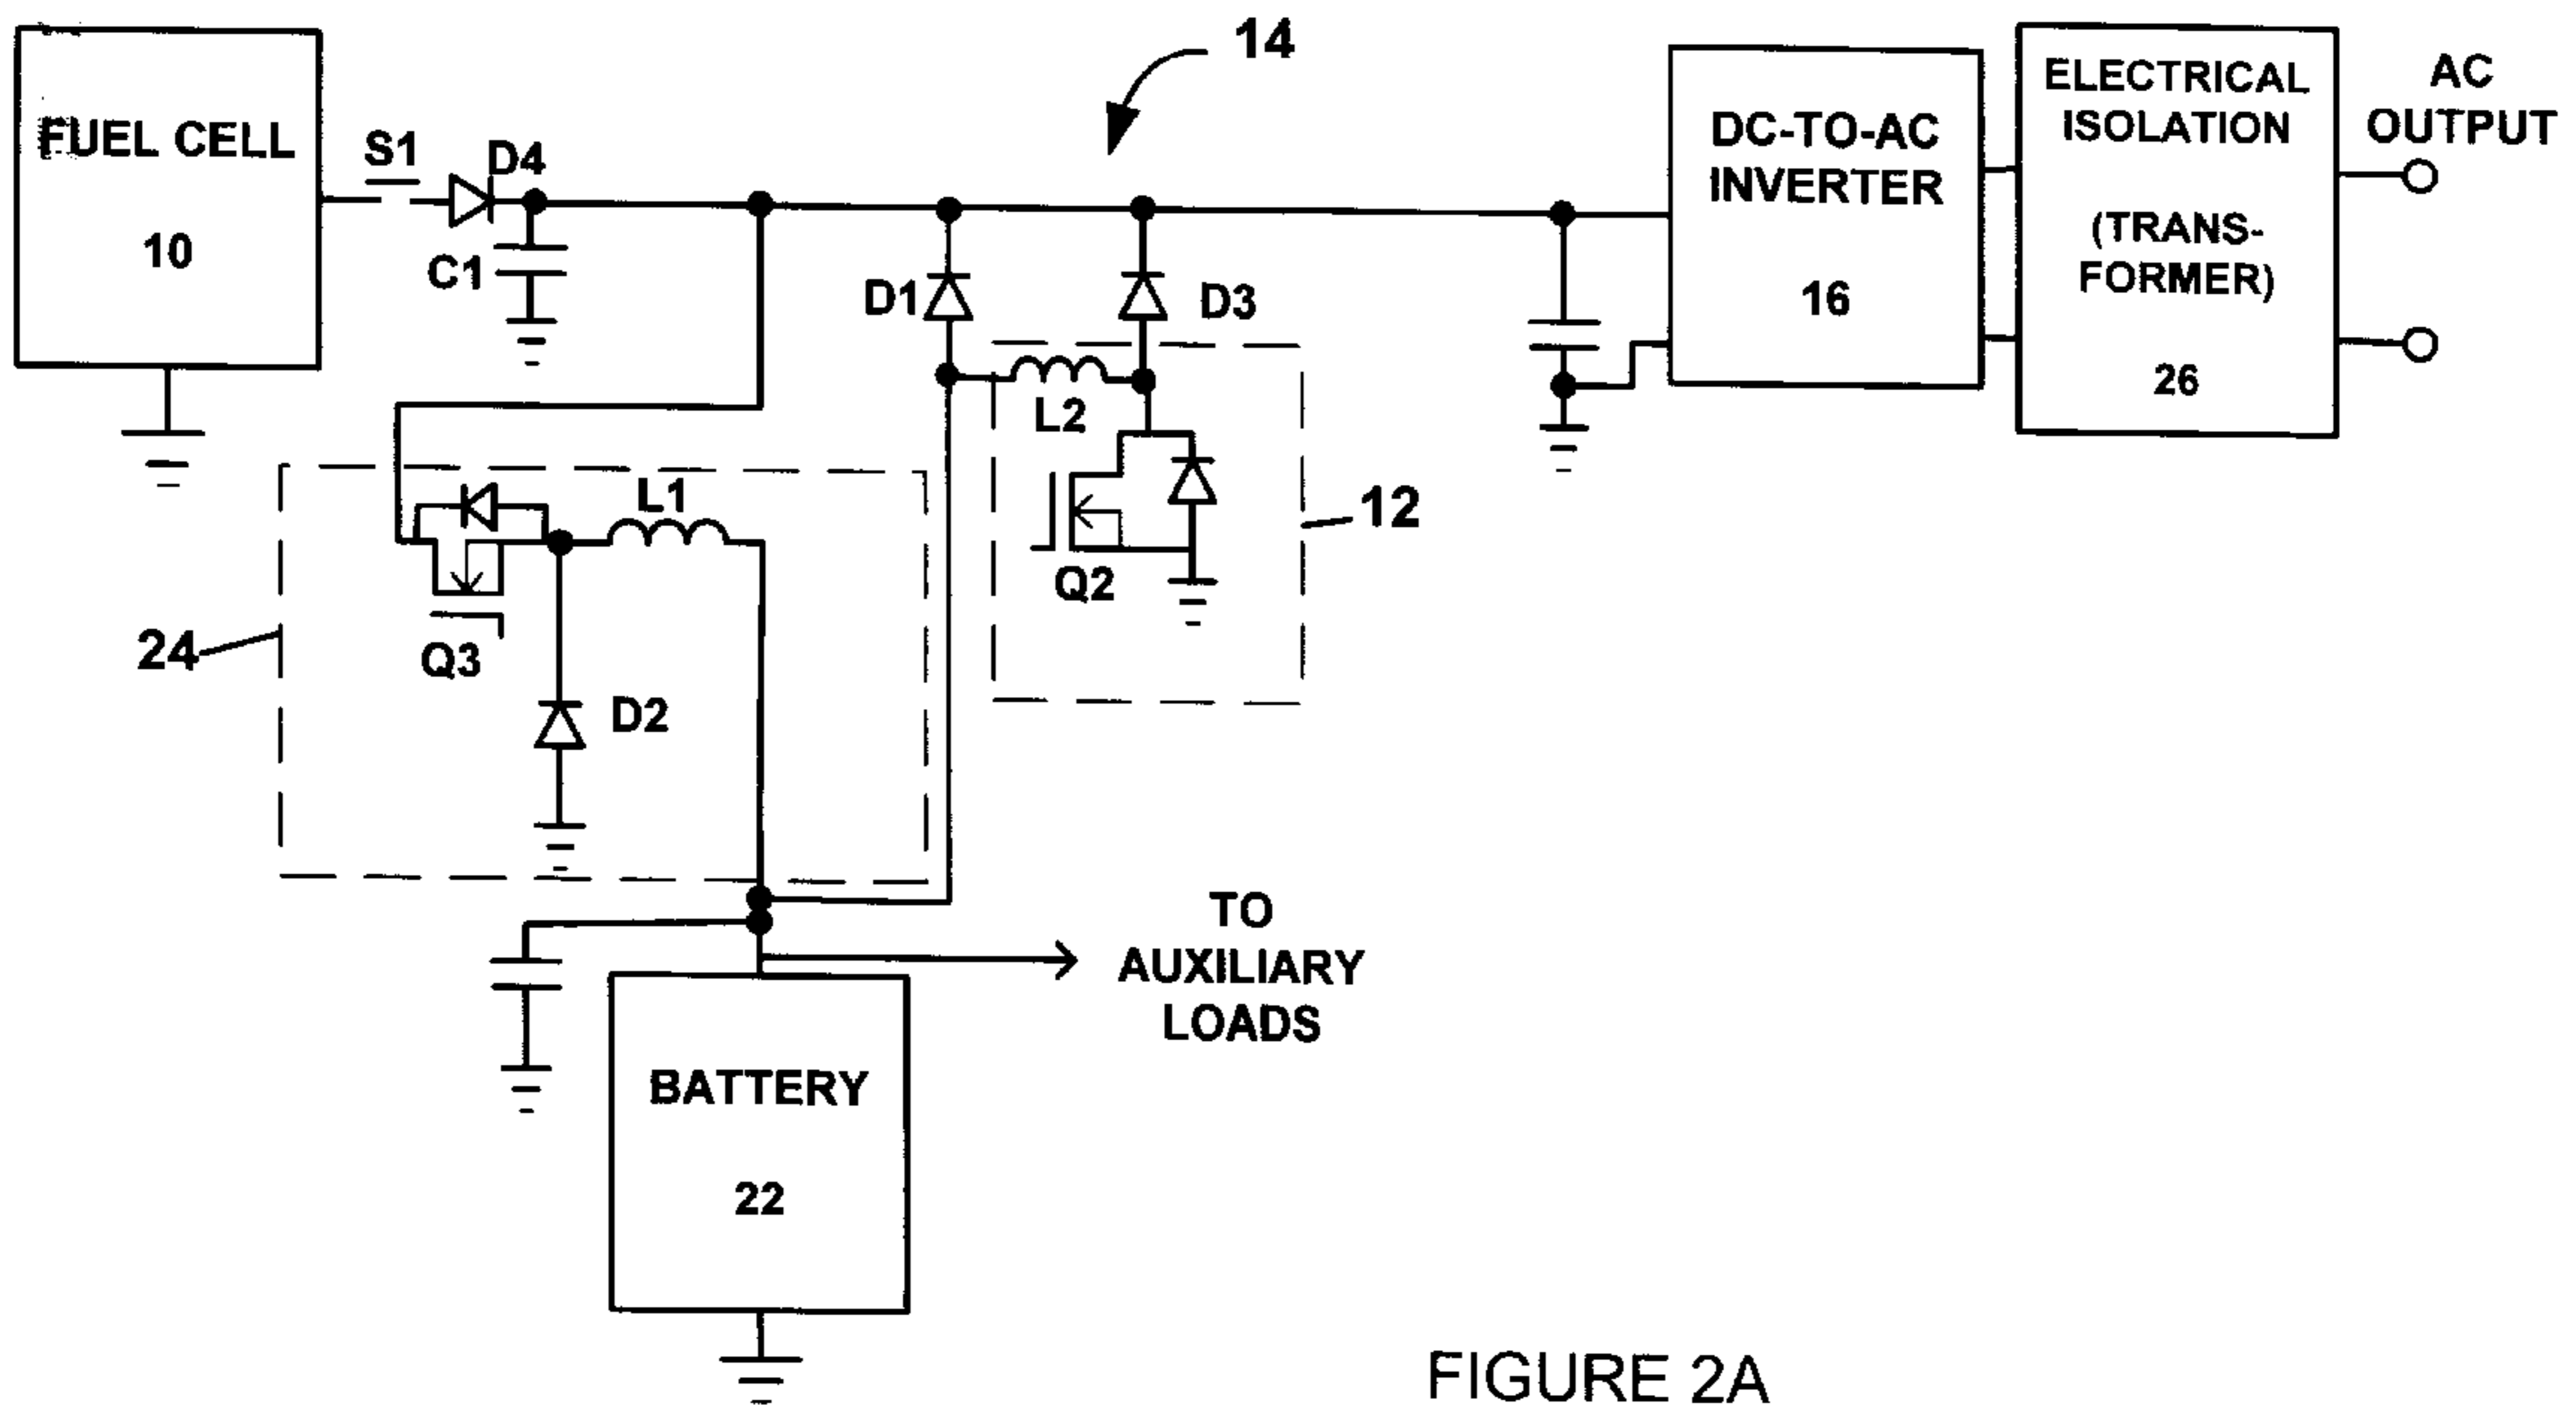 14
FUEL CELL
10
S1
D4
C1
D1
D3
L2
Q2
12
DC-TO-AC
INVERTER
16
ELECTRICAL
ISOLATION
(TRANS-
FORMER)
26
AC
OUTPUT
L1
Q3
D2
24
TO
AUXILIARY
LOADS
BATTERY
22
FIGURE 2A